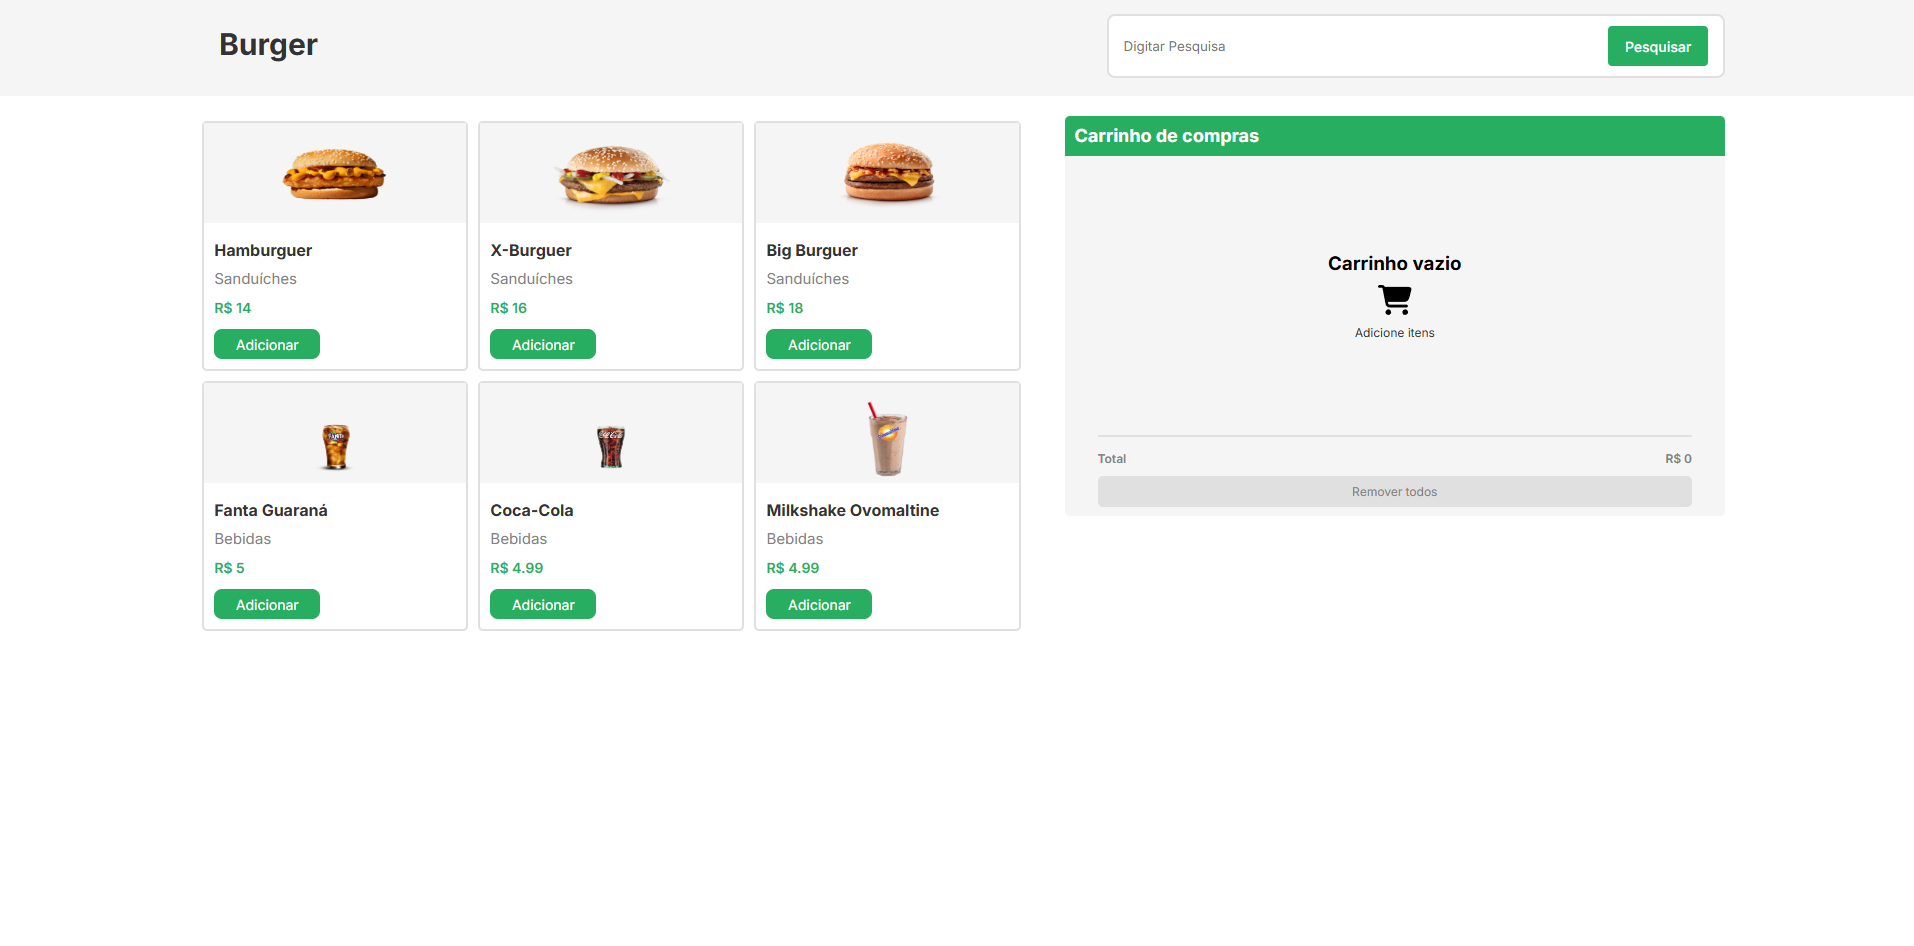 Burger
Digitar Pesquisa
Pesquisar
Hamburguer
Sanduíches
R$ 14
Adicionar
X-Burguer
Sanduíches
R$ 16
Adicionar
Big Burguer
Sanduíches
R$ 18
Adicionar
Fanta Guaraná
Bebidas
R$ 5
Adicionar
Coca-Cola
Bebidas
R$ 4.99
Adicionar
Milkshake Ovomaltine
Bebidas
R$ 4.99
Adicionar
Carrinho de compras
Carrinho vazio
Adicione itens
Total
R$ 0
Remover todos